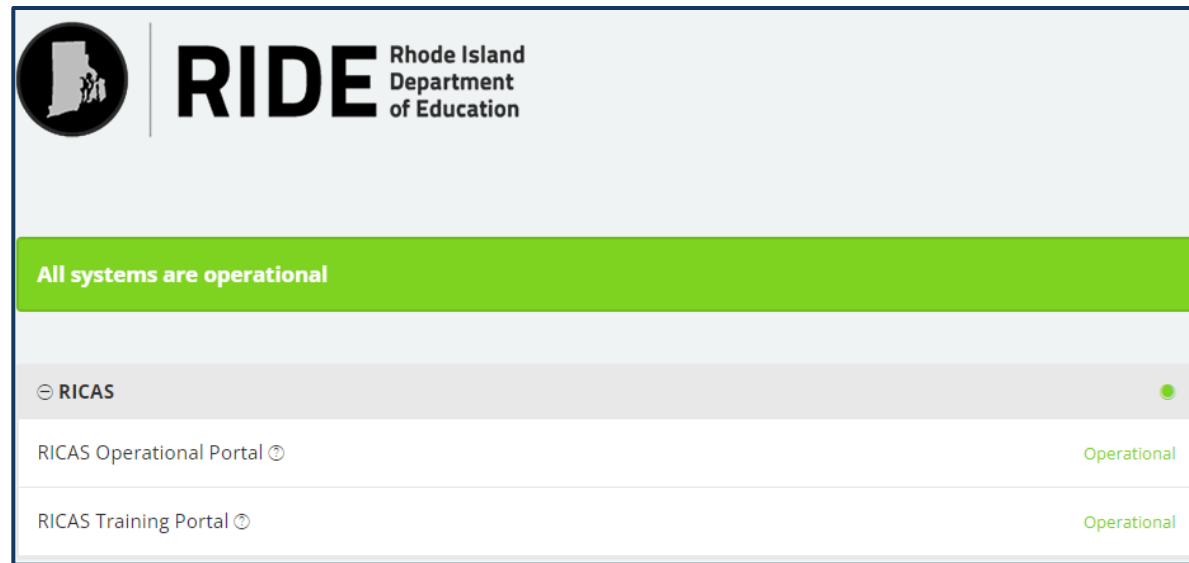 RIDE
Rhode Island
Department
of Education
All systems are operational
RICAS
RICAS Operational Portal
Operational
RICAS Training Portal
Operational